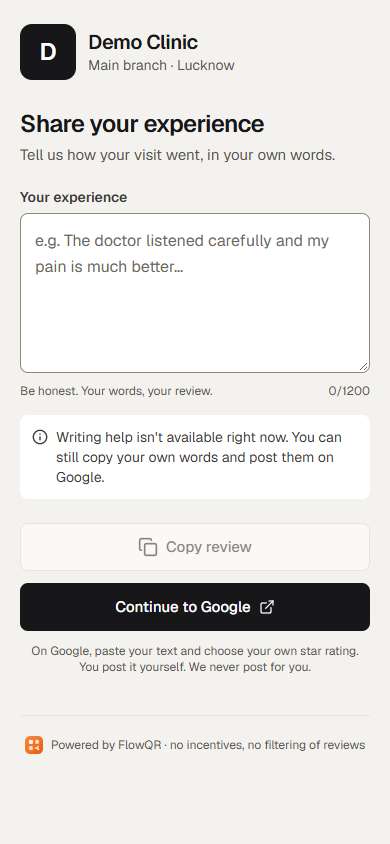 D
Demo Clinic
Main branch · Lucknow
Share your experience
Tell us how your visit went, in your own words.
Your experience
e.g. The doctor listened carefully and my
pain is much better…
Be honest. Your words, your review.
0/1200
Writing help isn't available right now. You can
still copy your own words and post them on
Google.
Copy review
Continue to Google
On Google, paste your text and choose your own star rating.
You post it yourself. We never post for you.
Powered by FlowQR · no incentives, no filtering of reviews